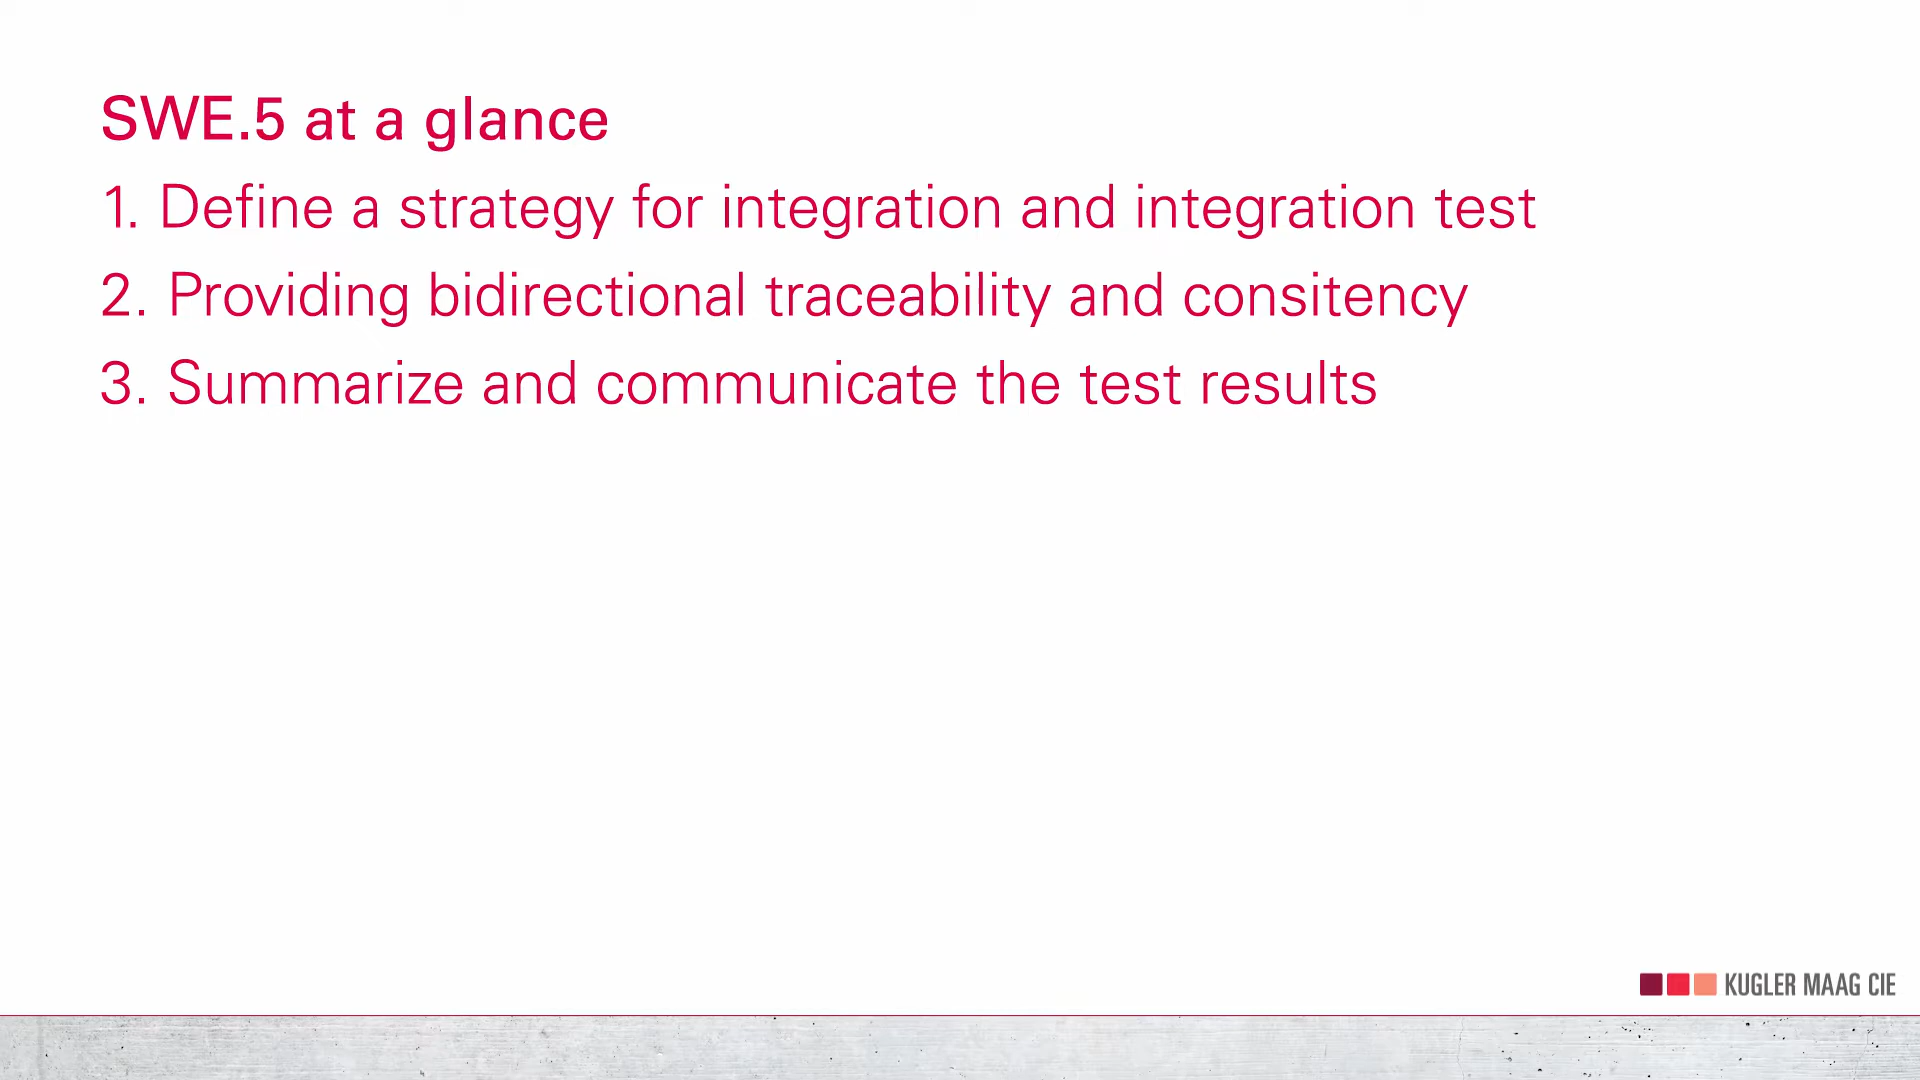 SWE.5 at a glance
1. Define a strategy for integration and integration test
2. Providing bidirectional traceability and consitency
3. Summarize and communicate the test results
KUGLER MAAG CIE